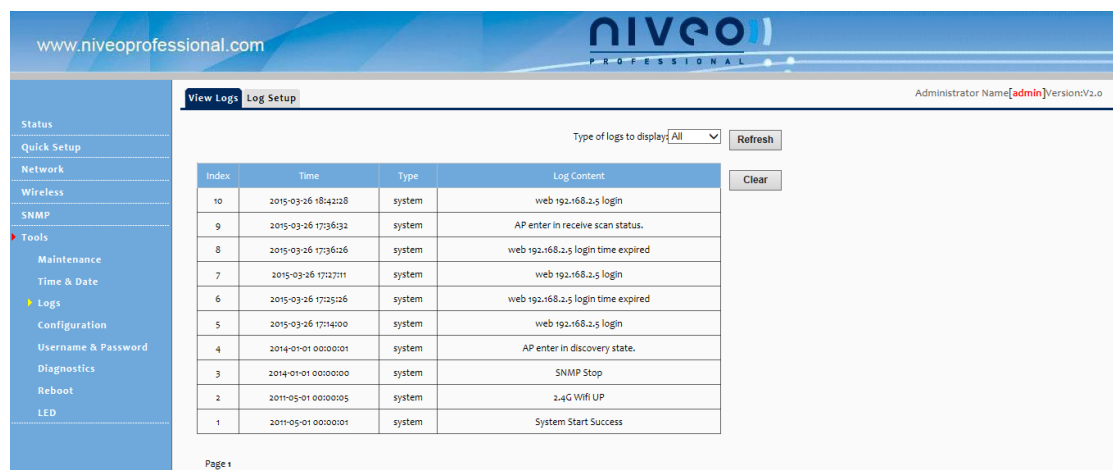 www.niveoprofessional.com
niveo
PROFESSIONAL
View Logs Log Setup
Administrator Name[admin]Version:V2.0
Status
Quick Setup
Network
Wireless
SNMP
Tools
Maintenance
Time & Date
Logs
Configuration
Username & Password
Diagnostics
Reboot
LED
Type of logs to display: All Refresh
Clear
Index Time Type Log Content
10 2015-03-26 18:42:28 system web 192.168.2.5 login
9 2015-03-26 17:36:32 system AP enter in receive scan status.
8 2015-03-26 17:36:26 system web 192.168.2.5 login time expired
7 2015-03-26 17:27:11 system web 192.168.2.5 login
6 2015-03-26 17:25:26 system web 192.168.2.5 login time expired
5 2015-03-26 17:14:00 system web 192.168.2.5 login
4 2014-01-01 00:00:01 system AP enter in discovery state.
3 2014-01-01 00:00:00 system SNMP Stop
2 2011-05-01 00:00:05 system 2.4G Wifi UP
1 2011-05-01 00:00:01 system System Start Success
Page 1